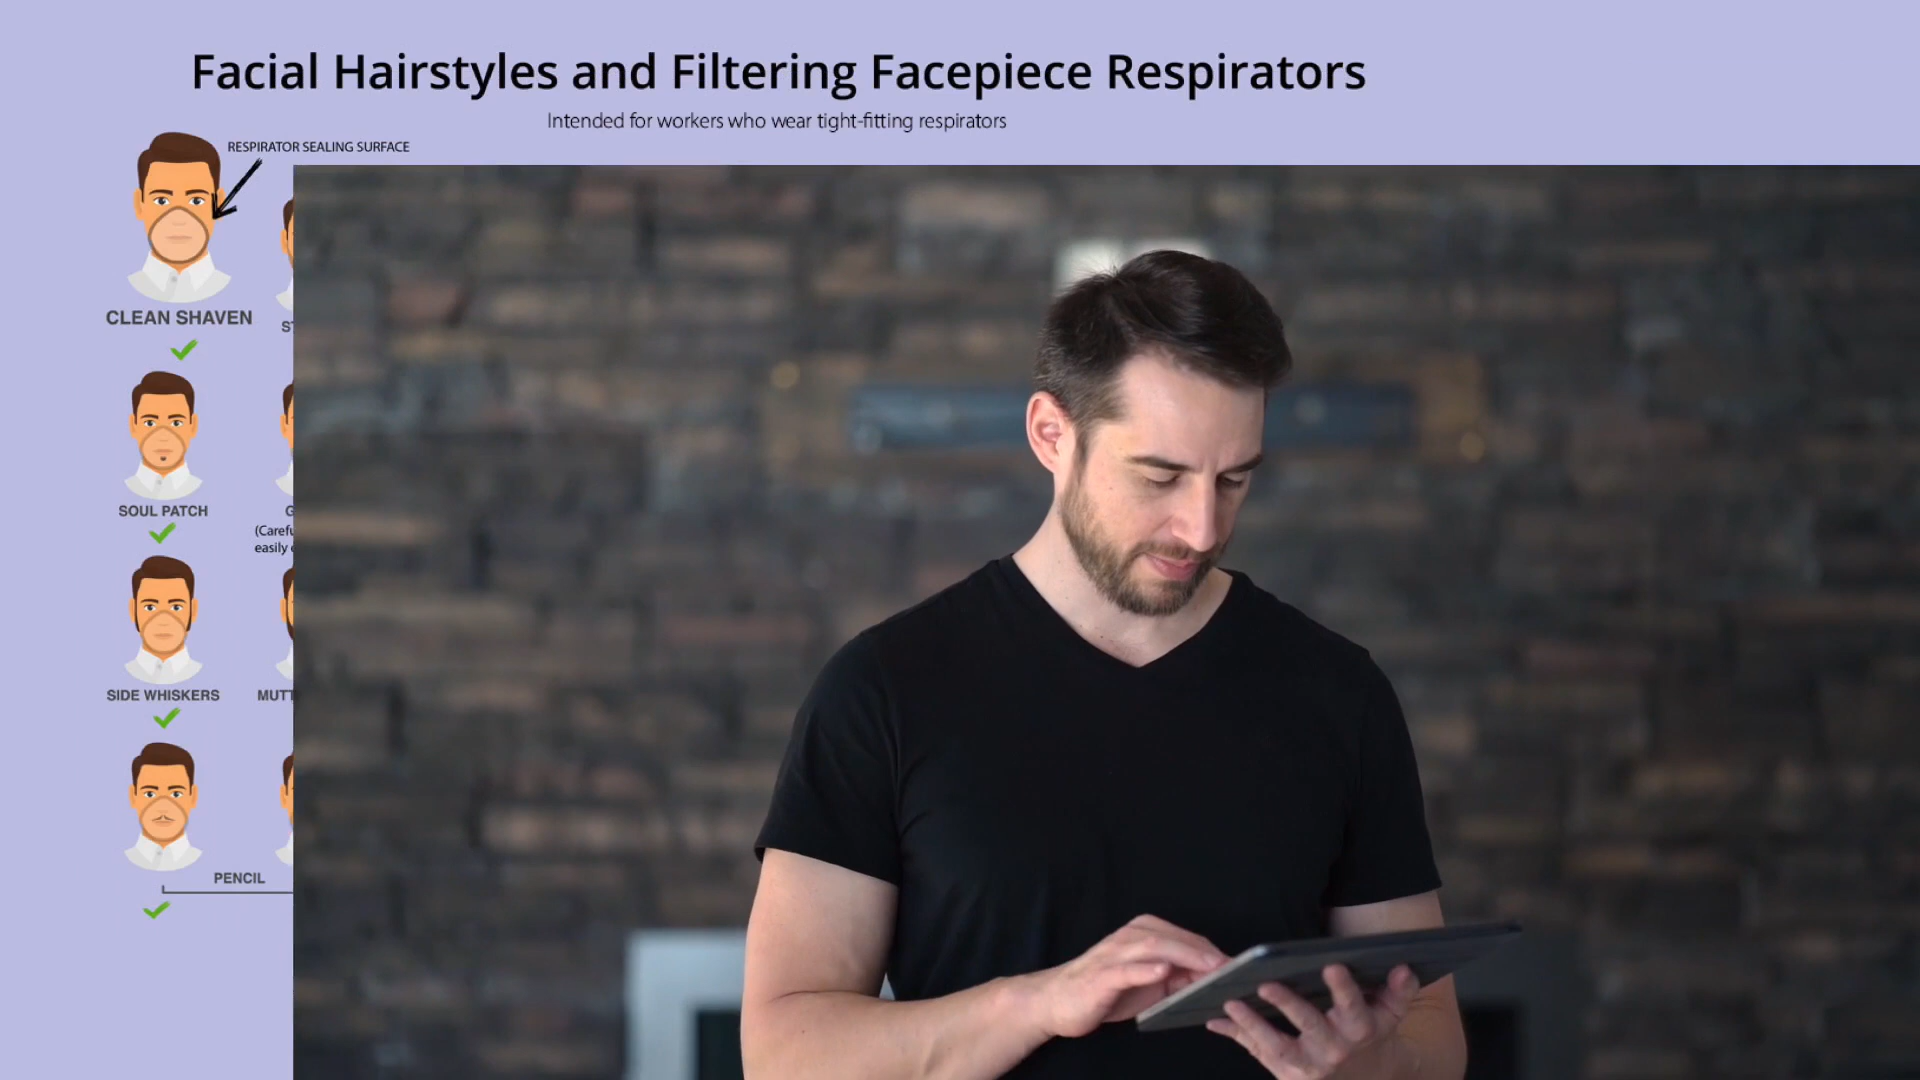 Facial Hairstyles and Filtering Facepiece Respirators
Intended for workers who wear tight-fitting respirators
RESPIRATOR SEALING SURFACE
CLEAN SHAVEN
SOUL PATCH
easily
SIDE WHISKERS
PENCIL